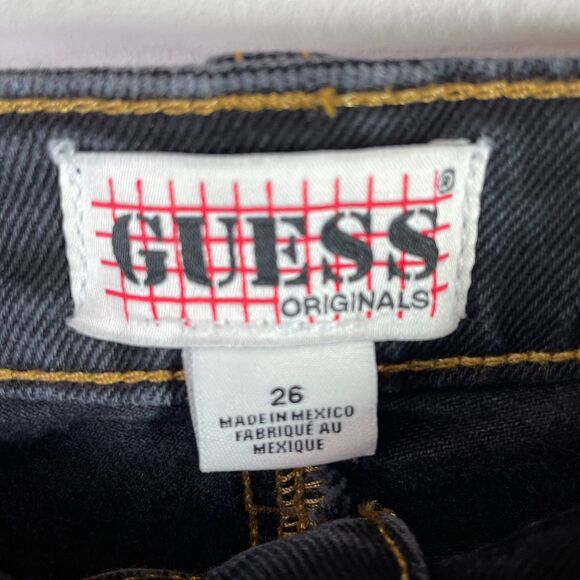 GUESS®
ORIGINALS
26
MADE IN MEXICO
FABRIQUÉ AU
MEXIQUE